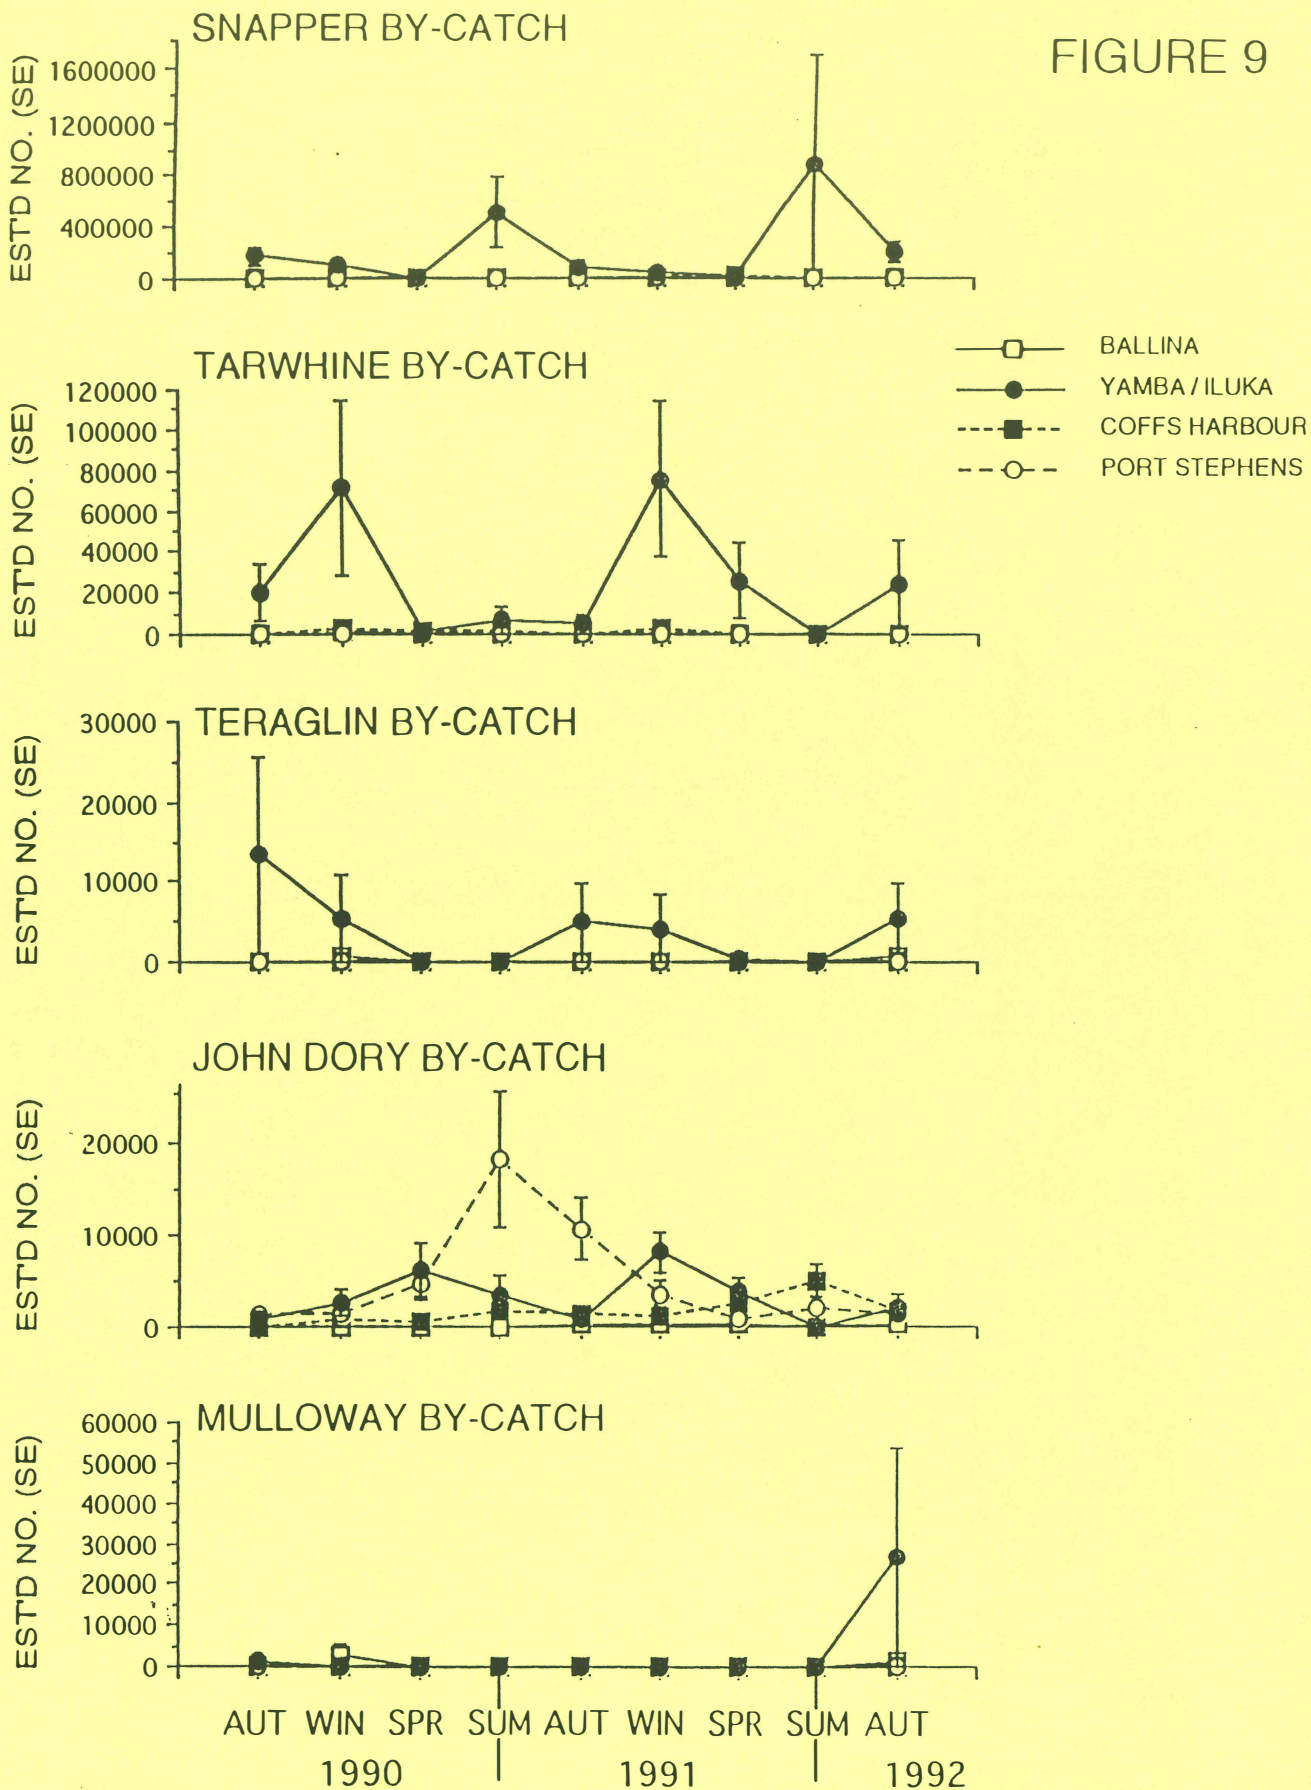 FIGURE 9
SNAPPER BY-CATCH
EST'D NO. (SE)
1600000
1200000
800000
400000
0
BALLINA
YAMBA / ILUKA
COFFS HARBOUR
PORT STEPHENS
TARWHINE BY-CATCH
EST'D NO. (SE)
120000
100000
80000
60000
40000
20000
0
TERAGLIN BY-CATCH
EST'D NO. (SE)
30000
20000
10000
0
JOHN DORY BY-CATCH
EST'D NO. (SE)
20000
10000
0
MULLOWAY BY-CATCH
EST'D NO. (SE)
60000
50000
40000
30000
20000
10000
0
AUT WIN SPR SUM AUT WIN SPR SUM AUT
1990 1991 1992